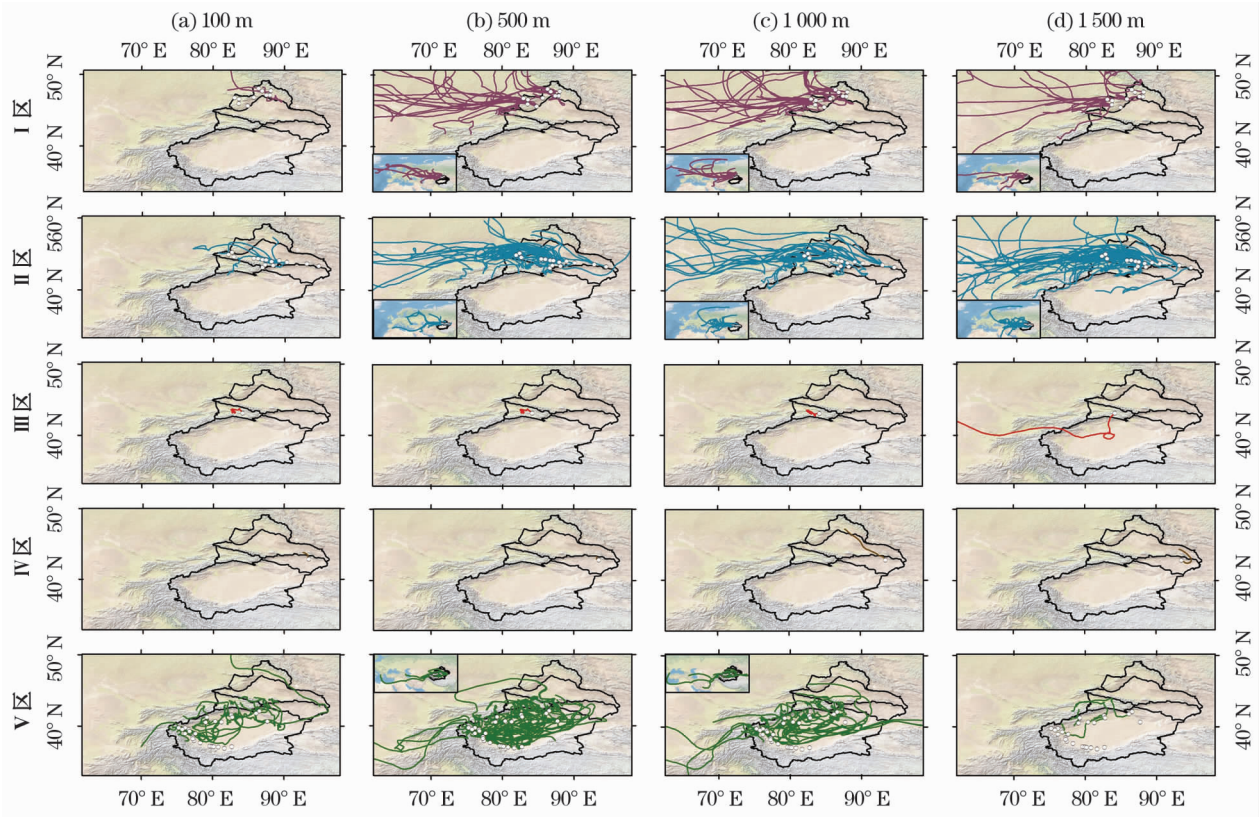 (a) 100 m (b) 500 m (c) 1 000 m (d) 1 500 m
70° E 80° E 90° E 70° E 80° E 90° E 70° E 80° E 90° E 70° E 80° E 90° E
I区 40° N 50° N 40° N 50° N
II区 40° N 560° N 40° N 560° N
III区 40° N 50° N 40° N 50° N
IV区 40° N 50° N 40° N 50° N
V区 40° N 50° N 40° N 50° N
70° E 80° E 90° E 70° E 80° E 90° E 70° E 80° E 90° E 70° E 80° E 90° E